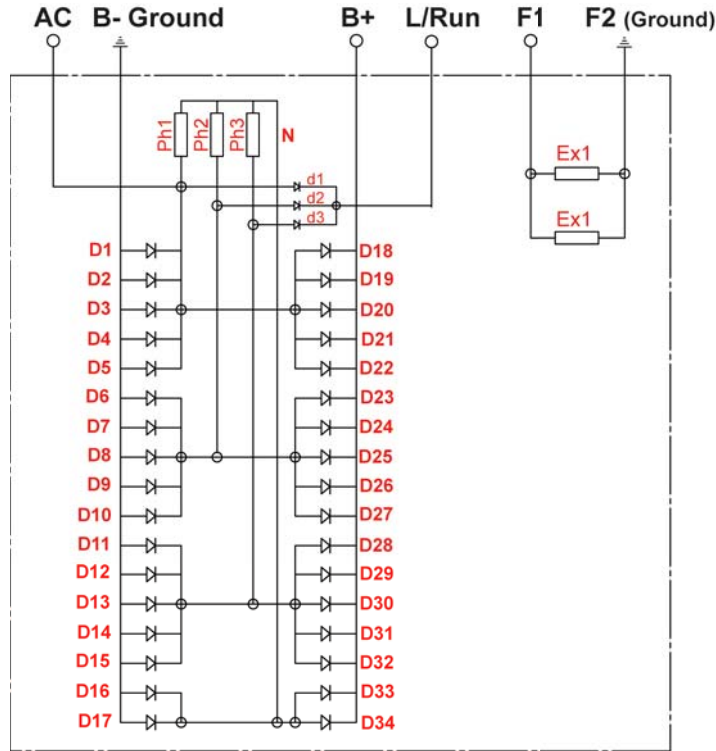 AC B- Ground B+ L/Run F1 F2 (Ground)
Ph1 Ph2 Ph3 N
d1
d2
d3
Ex1
Ex1
D1 D18
D2 D19
D3 D20
D4 D21
D5 D22
D6 D23
D7 D24
D8 D25
D9 D26
D10 D27
D11 D28
D12 D29
D13 D30
D14 D31
D15 D32
D16 D33
D17 D34